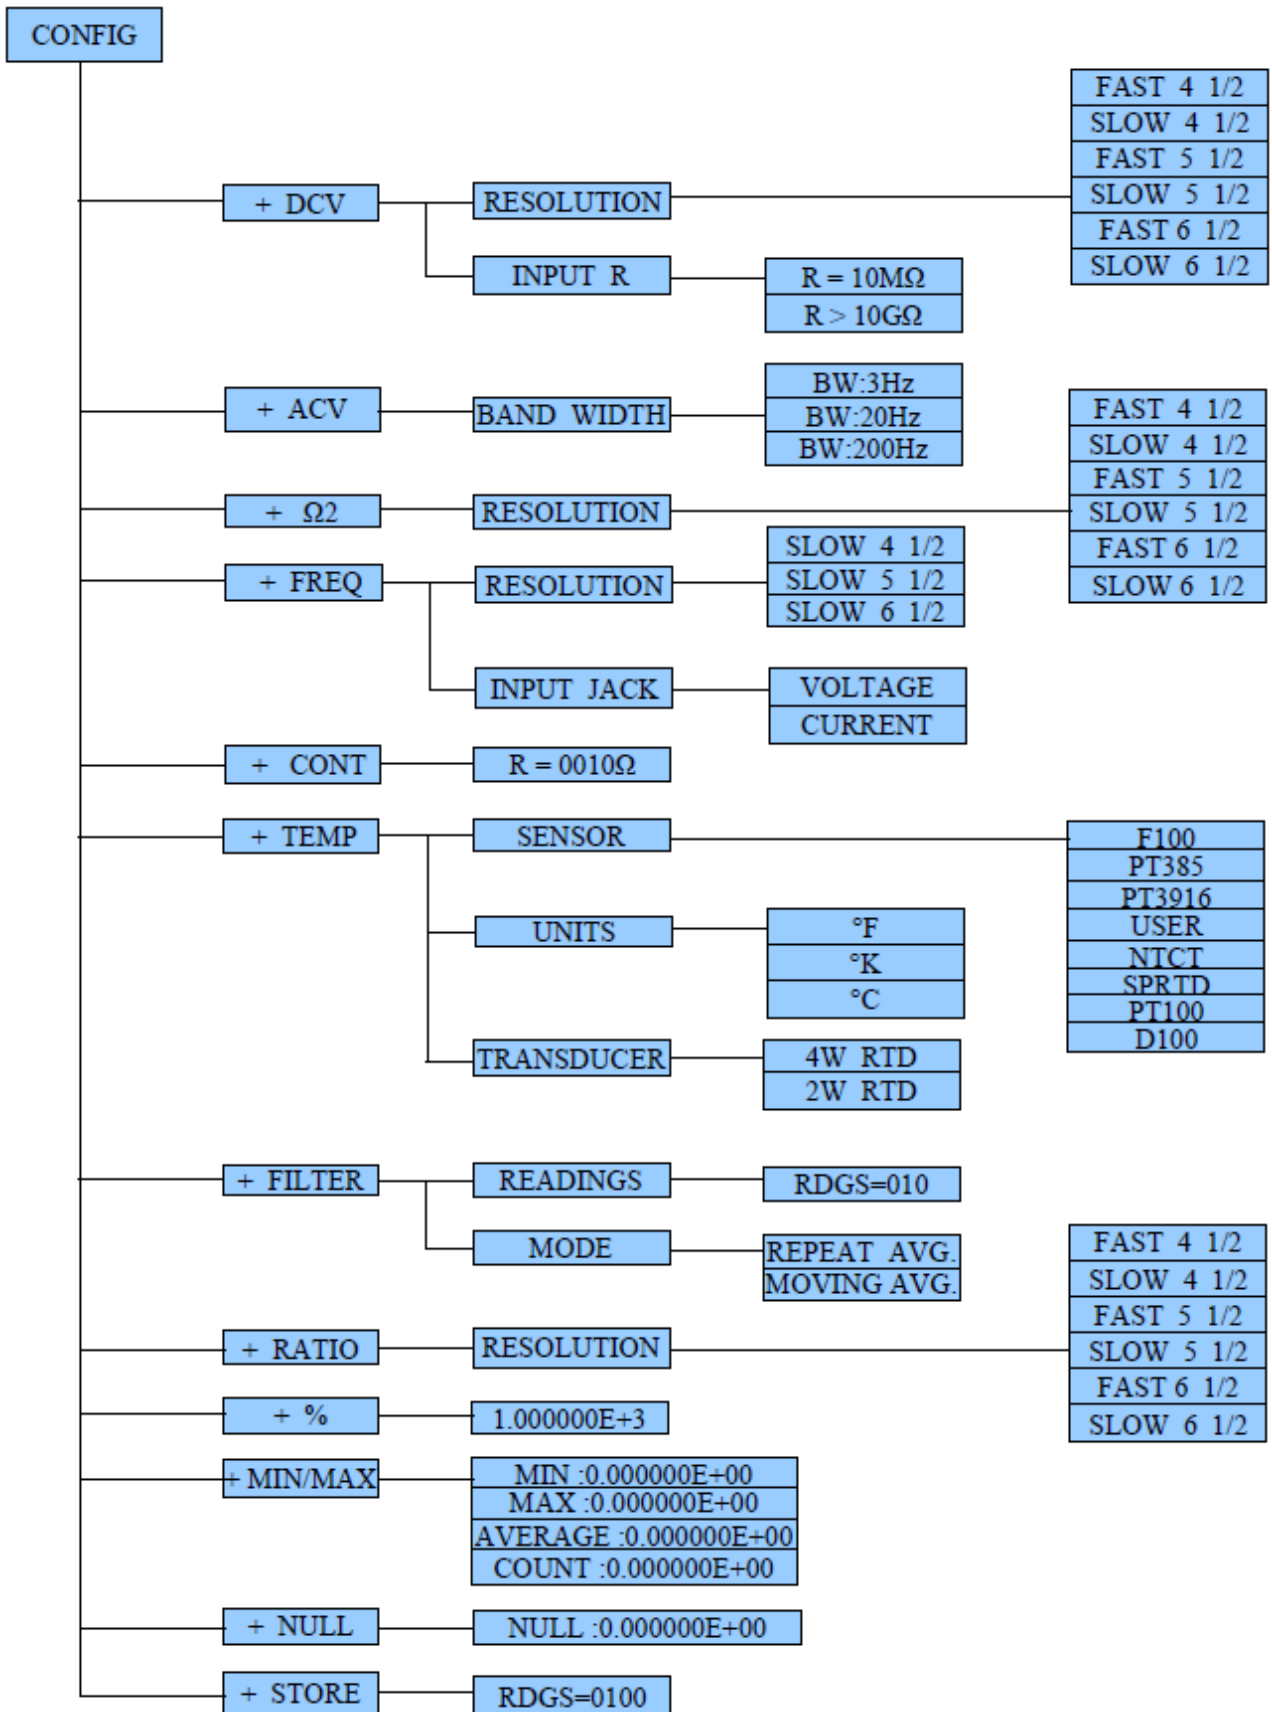 CONFIG
+ DCV
RESOLUTION
FAST 4 1/2
SLOW 4 1/2
FAST 5 1/2
SLOW 5 1/2
FAST 6 1/2
SLOW 6 1/2
INPUT R
R = 10MΩ
R > 10GΩ
+ ACV
BAND WIDTH
BW:3Hz
BW:20Hz
BW:200Hz
+ Ω2
RESOLUTION
FAST 4 1/2
SLOW 4 1/2
FAST 5 1/2
SLOW 5 1/2
FAST 6 1/2
SLOW 6 1/2
+ FREQ
RESOLUTION
SLOW 4 1/2
SLOW 5 1/2
SLOW 6 1/2
INPUT JACK
VOLTAGE
CURRENT
+ CONT
R = 0010Ω
+ TEMP
SENSOR
F100
PT385
PT3916
USER
NTCT
SPRTD
PT100
D100
UNITS
°F
°K
°C
TRANSDUCER
4W RTD
2W RTD
+ FILTER
READINGS
RDGS=010
MODE
REPEAT AVG.
MOVING AVG.
+ RATIO
RESOLUTION
FAST 4 1/2
SLOW 4 1/2
FAST 5 1/2
SLOW 5 1/2
FAST 6 1/2
SLOW 6 1/2
+ %
1.000000E+3
+ MIN/MAX
MIN :0.000000E+00
MAX :0.000000E+00
AVERAGE :0.000000E+00
COUNT :0.000000E+00
+ NULL
NULL :0.000000E+00
+ STORE
RDGS=0100